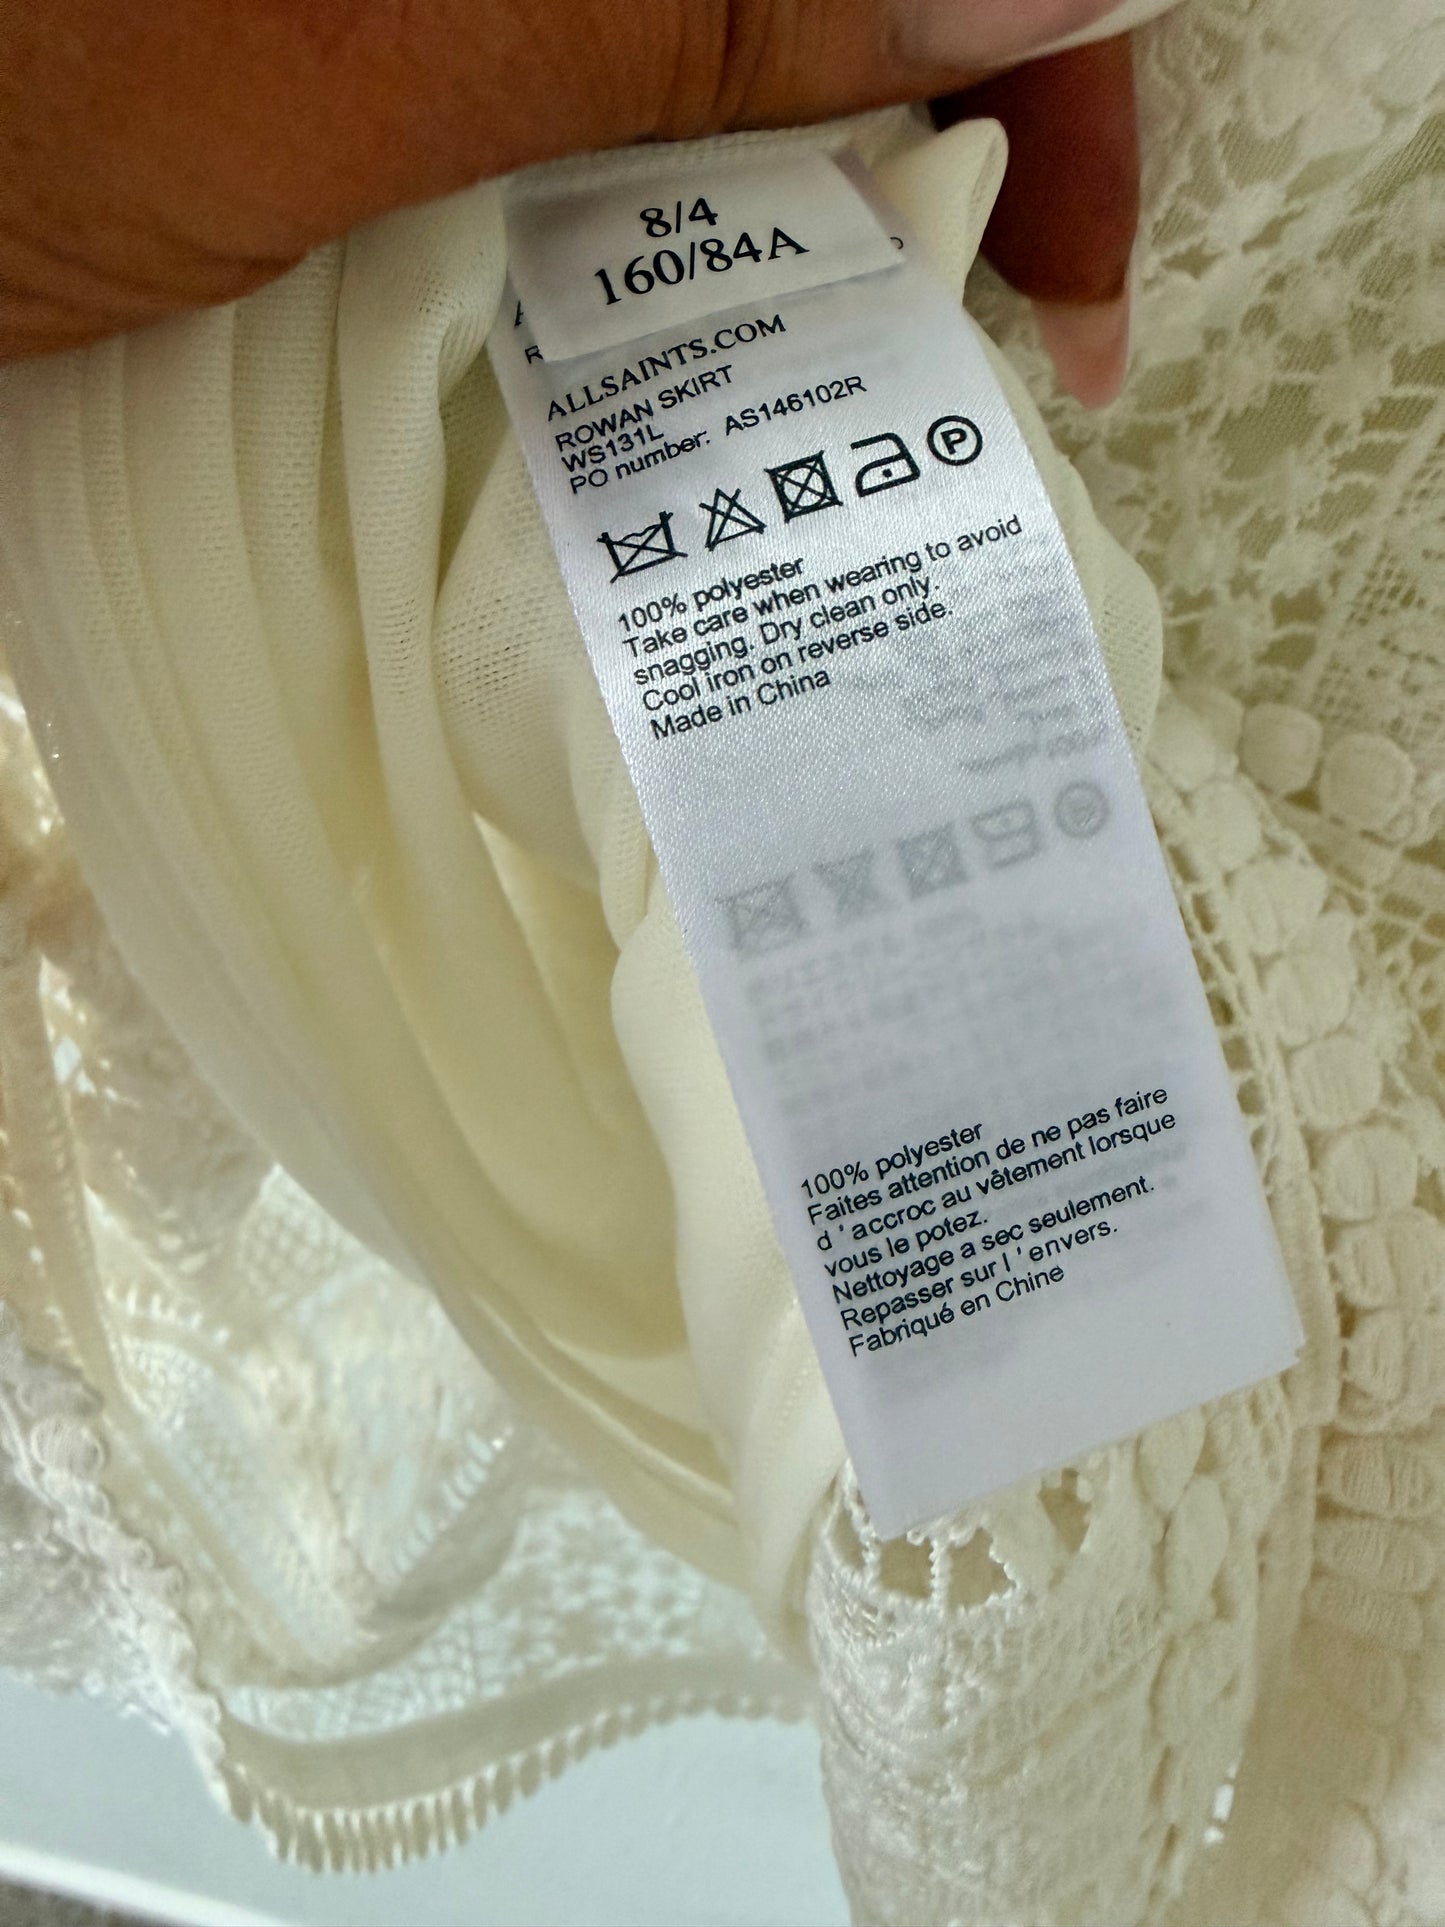 8/4
160/84A
ALLSAINTS.COM
ROWAN SKIRT
WS131L
PO number: AS146102R
P
100% polyester
Take care when wearing to avoid
snagging. Dry clean only.
Cool iron on reverse side.
Made in China
100% polyester
Faites attention de ne pas faire
d ' accroc au vêtement lorsque
vous le potez.
Nettoyage a sec seulement.
Repasser sur l ' envers.
Fabriqué en Chine